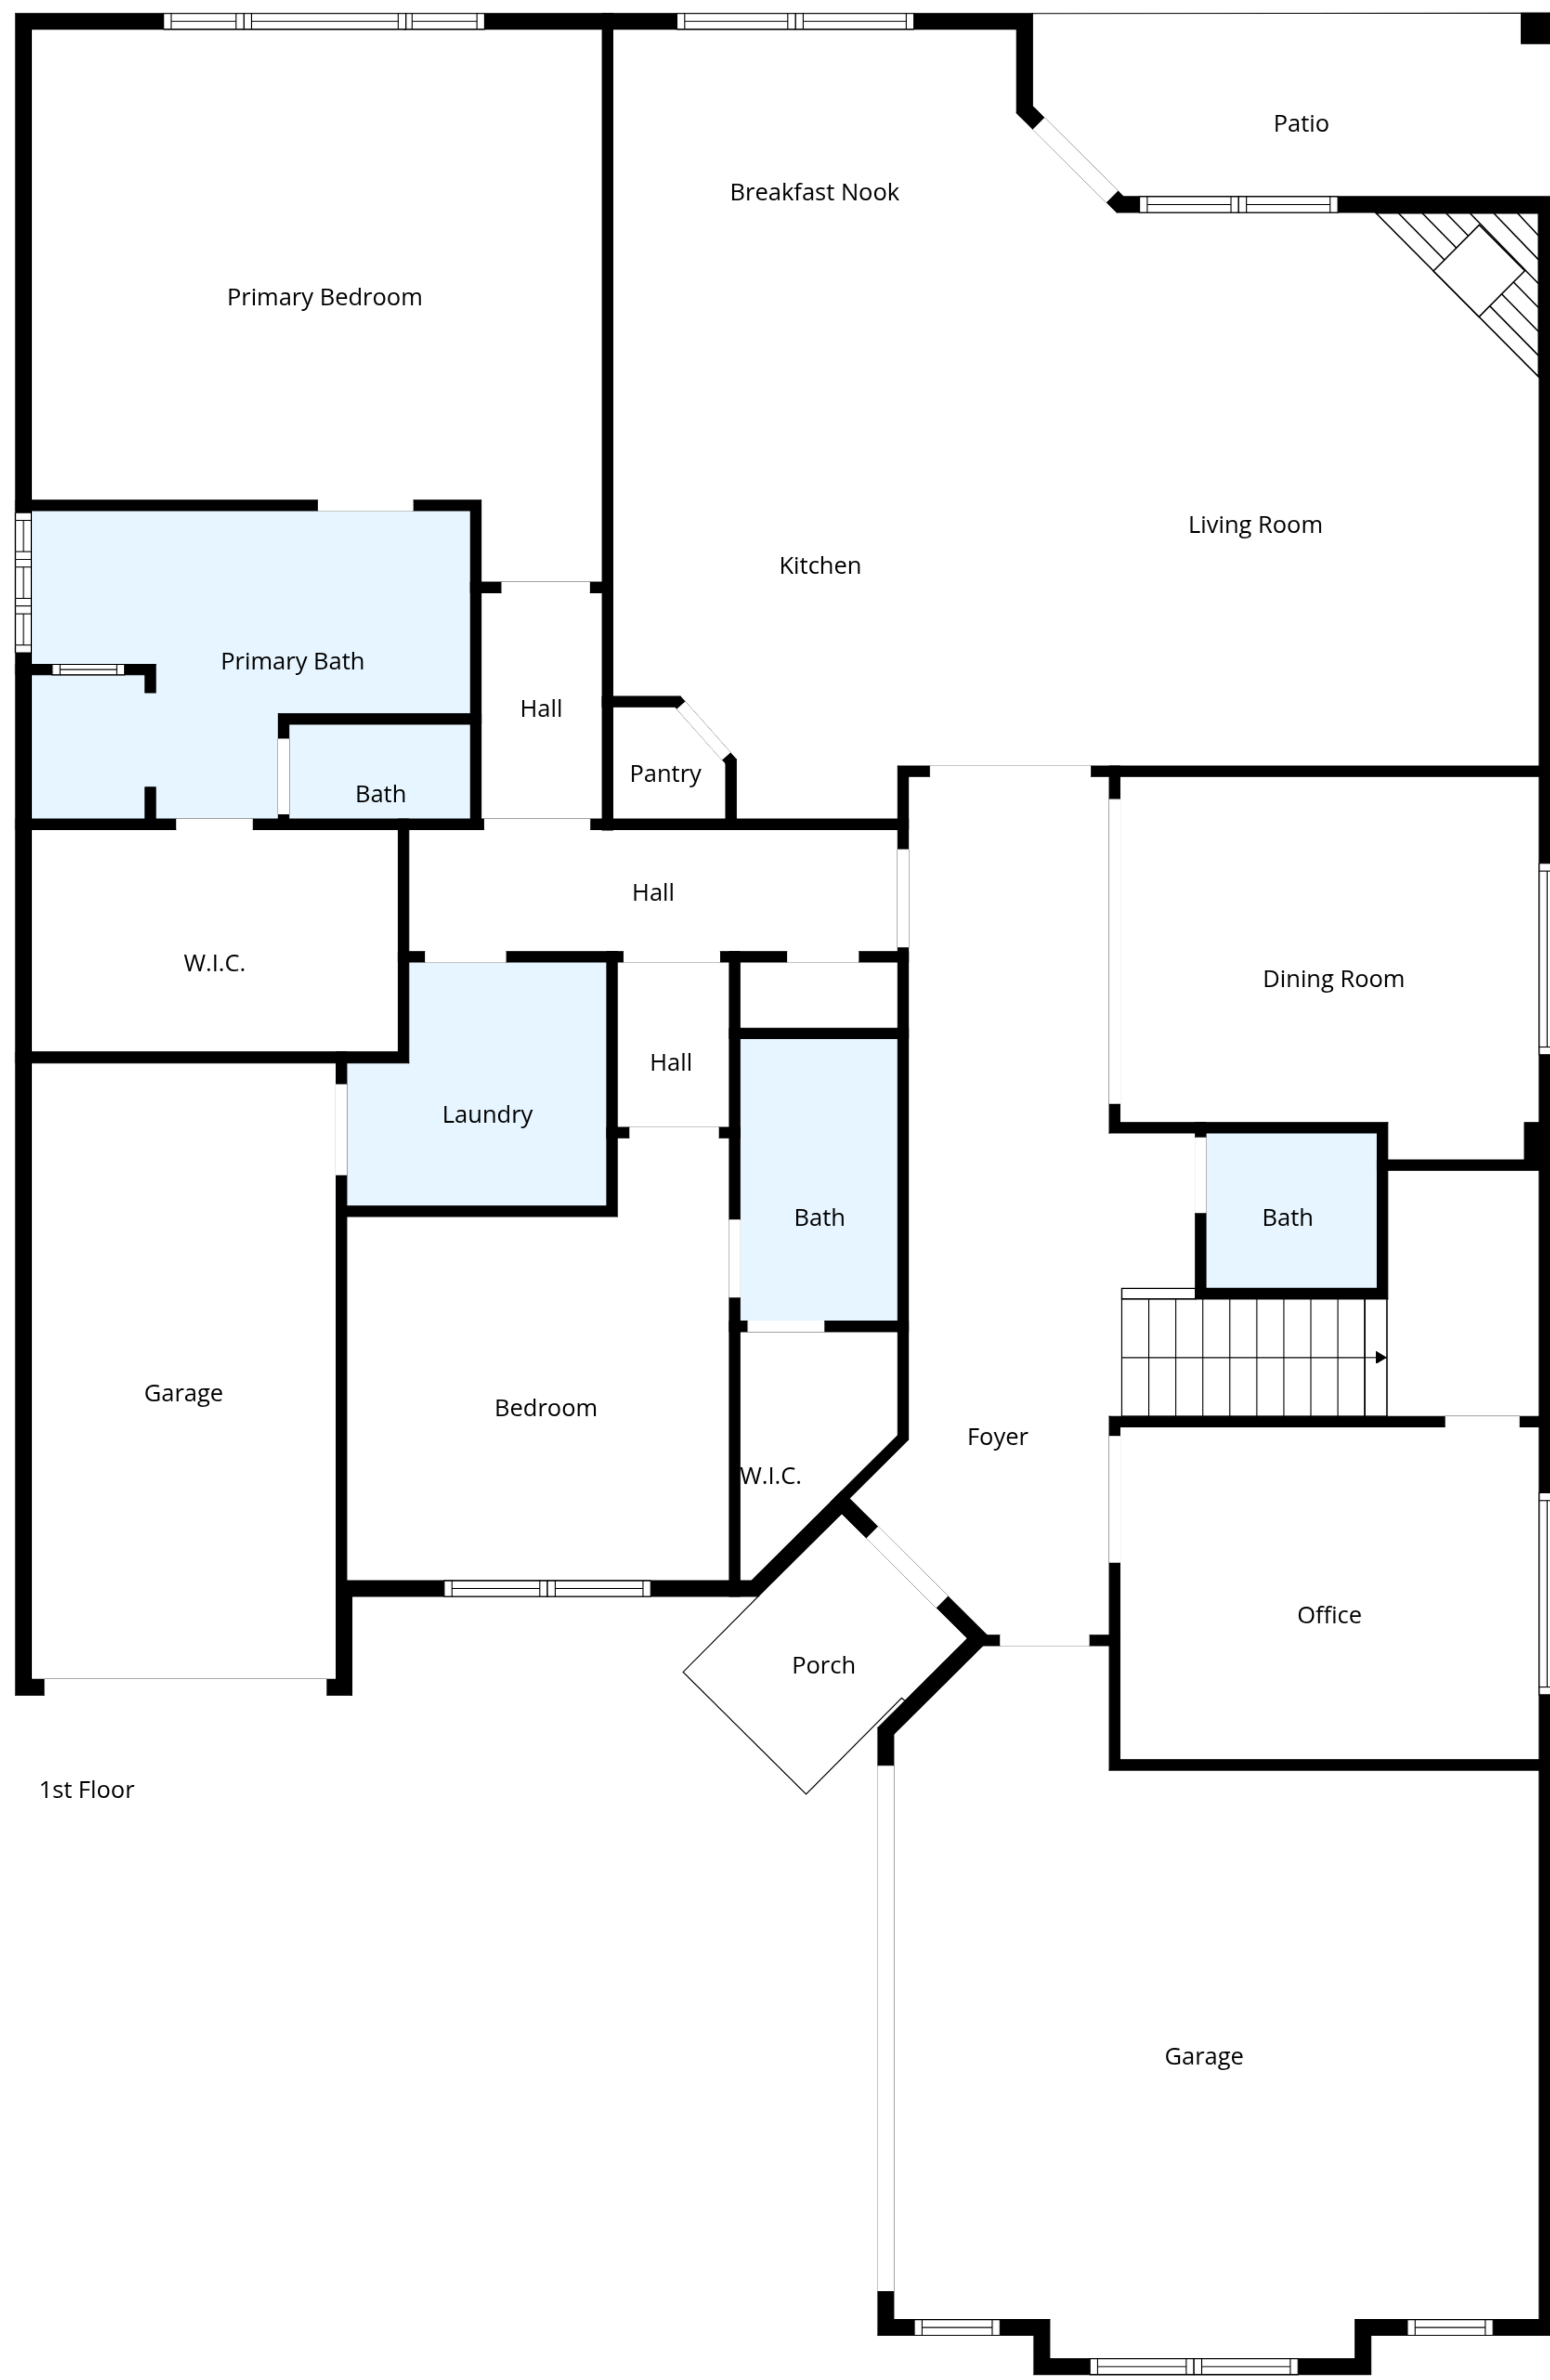 Patio
Breakfast Nook
Primary Bedroom
Living Room
Kitchen
Primary Bath
Hall
Pantry
Bath
Hall
W.I.C.
Dining Room
Hall
Laundry
Bath
Bath
Garage
Bedroom
Foyer
W.I.C.
Office
Porch
1st Floor
Garage